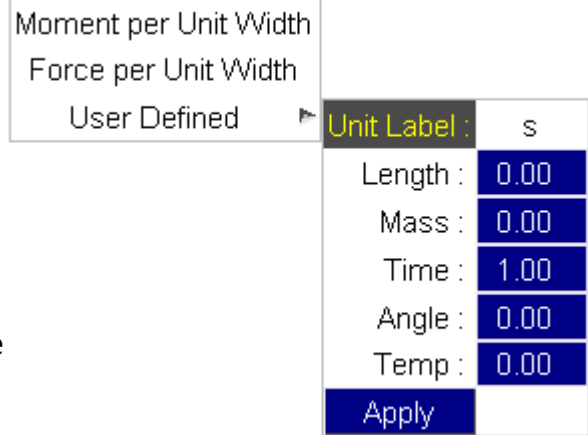 Moment per Unit Width
Force per Unit Width
User Defined
Unit Label : s
Length : 0.00
Mass : 0.00
Time : 1.00
Angle : 0.00
e
Temp : 0.00
Apply